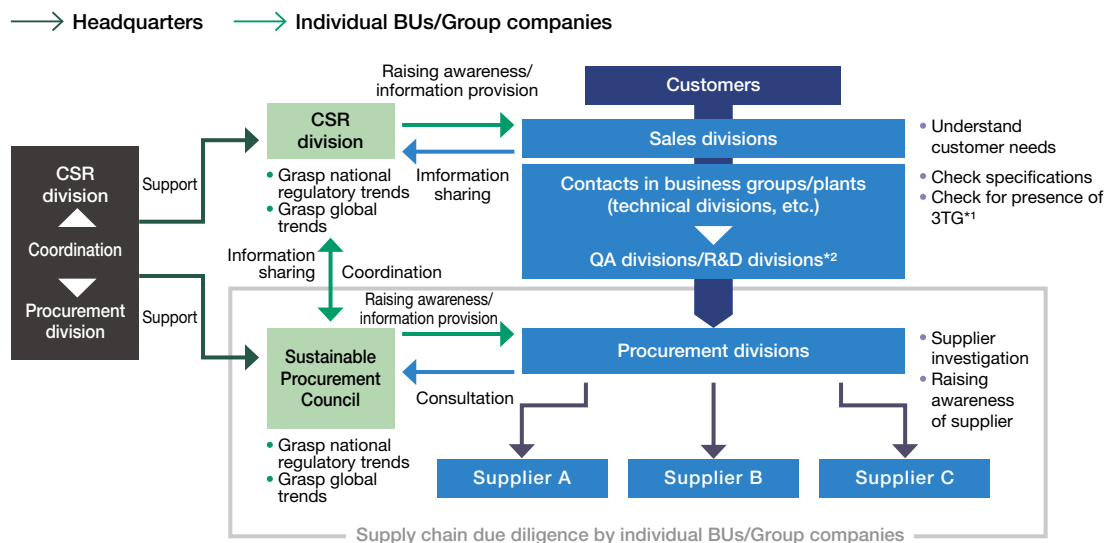 Headquarters
Individual BUs/Group companies
CSR
division
Coordination
Procurement
division
Support
Support
CSR
division
• Grasp national
regulatory trends
• Grasp global
trends
Raising awareness/
information provision
Imformation
sharing
Information
sharing
Coordination
Sustainable
Procurement
Council
• Grasp national
regulatory trends
• Grasp global
trends
Raising awareness/
information provision
Consultation
Customers
Sales divisions
Contacts in business groups/plants
(technical divisions, etc.)
QA divisions/R&D divisions*2
Procurement divisions
Supplier A
Supplier B
Supplier C
• Understand
customer needs
• Check specifications
• Check for presence of
3TG*1
• Supplier
investigation
• Raising
awareness
of supplier
Supply chain due diligence by individual BUs/Group companies